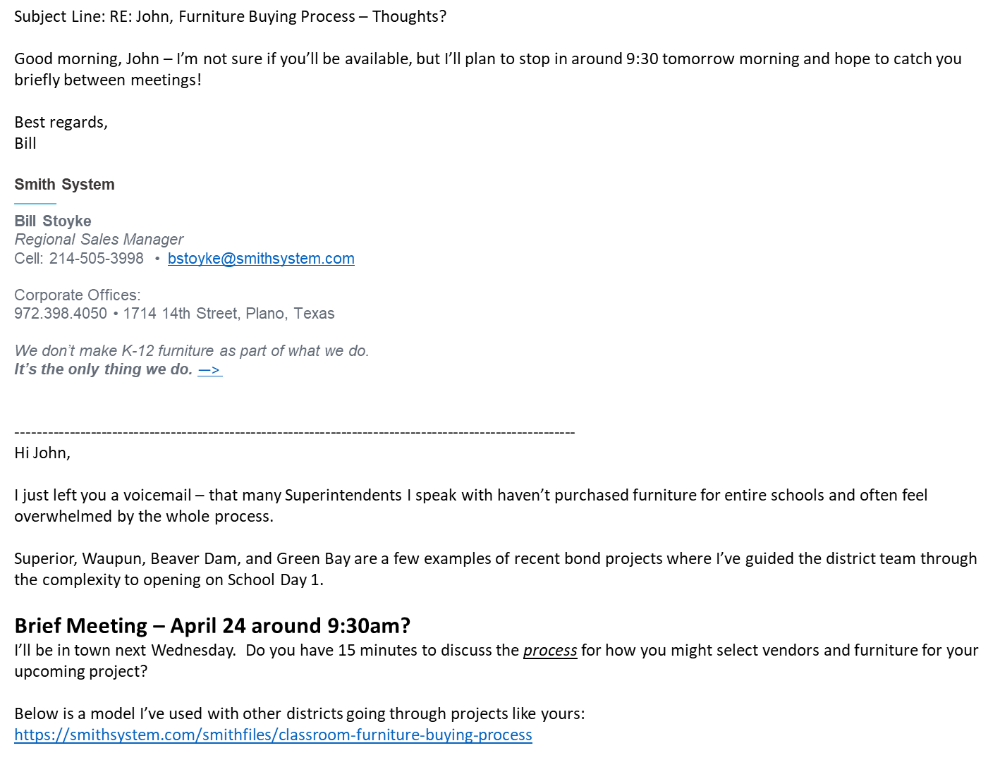 Subject Line: RE: John, Furniture Buying Process – Thoughts?
Good morning, John – I'm not sure if you'll be available, but I'll plan to stop in around 9:30 tomorrow morning and hope to catch you
briefly between meetings!
Best regards,
Bill
Smith System
Bill Stoyke
Regional Sales Manager
Cell: 214-505-3998 • bstoyke@smithsystem.com
Corporate Offices:
972.398.4050 • 1714 14th Street, Plano, Texas
We don't make K-12 furniture as part of what we do.
It's the only thing we do. —>
-----------------------------------------------------------------------------------------------------
Hi John,
I just left you a voicemail – that many Superintendents I speak with haven't purchased furniture for entire schools and often feel
overwhelmed by the whole process.
Superior, Waupun, Beaver Dam, and Green Bay are a few examples of recent bond projects where I've guided the district team through
the complexity to opening on School Day 1.
Brief Meeting – April 24 around 9:30am?
I'll be in town next Wednesday.  Do you have 15 minutes to discuss the process for how you might select vendors and furniture for your
upcoming project?
Below is a model I've used with other districts going through projects like yours:
https://smithsystem.com/smithfiles/classroom-furniture-buying-process